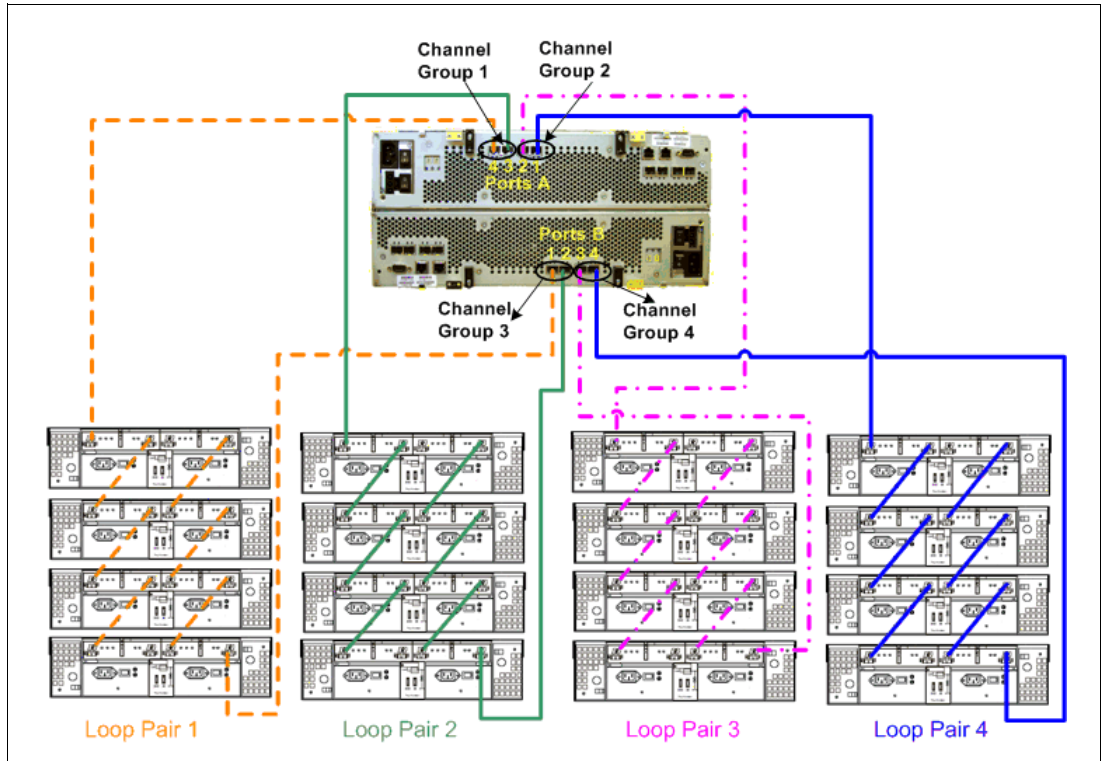 Channel
Group 1
Channel
Group 2
4 3 2 1
Ports A
Ports B
1 2 3 4
Channel
Group 3
Channel
Group 4
Loop Pair 1
Loop Pair 2
Loop Pair 3
Loop Pair 4